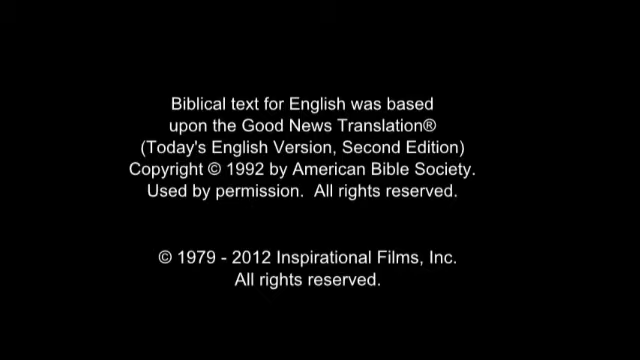 Biblical text for English was based
upon the Good News Translation®
(Today's English Version, Second Edition)
Copyright © 1992 by American Bible Society.
Used by permission.  All rights reserved.
© 1979 - 2012 Inspirational Films, Inc.
All rights reserved.